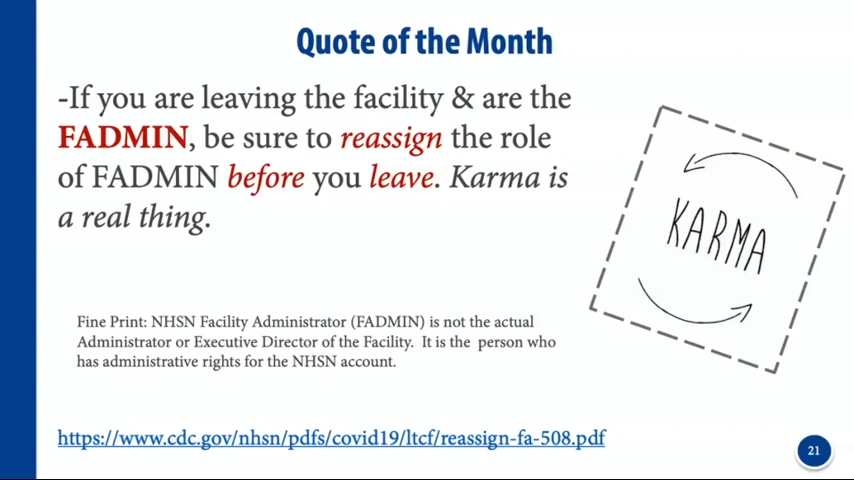 Quote of the Month
-If you are leaving the facility & are the
FADMIN, be sure to reassign the role
of FADMIN before you leave. Karma is
a real thing.
KARMA
Fine Print: NHSN Facility Administrator (FADMIN) is not the actual
Administrator or Executive Director of the Facility. It is the person who
has administrative rights for the NHSN account.
https://www.cdc.gov/nhsn/pdfs/covid19/ltcf/reassign-fa-508.pdf
21